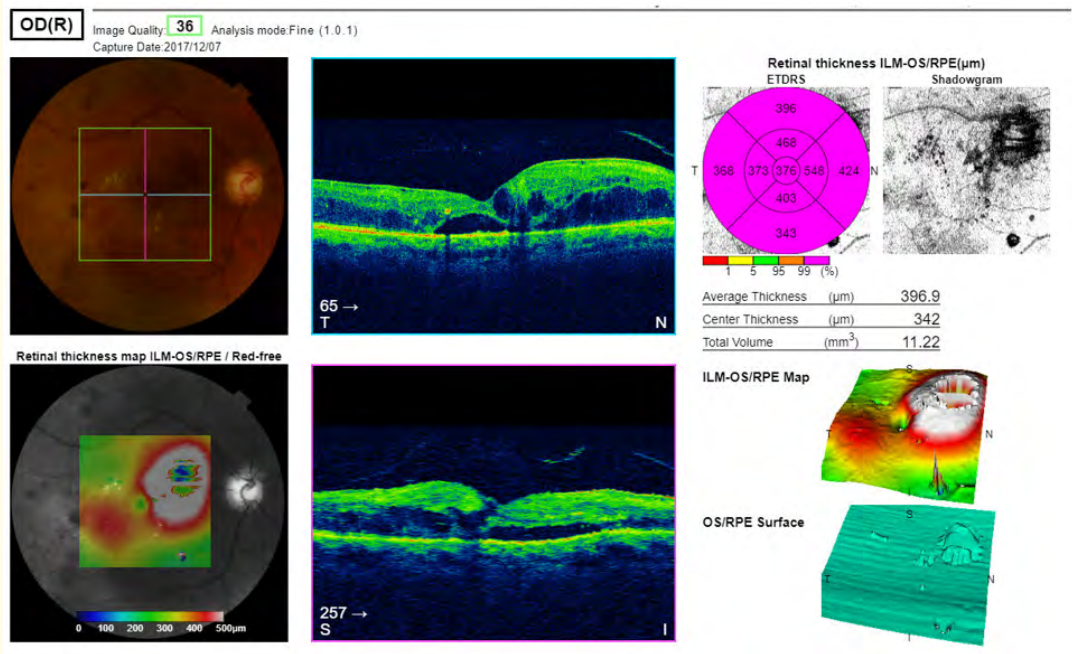 OD(R) Image Quality: 36 Analysis mode:Fine (1.0.1)
Capture Date:2017/12/07
65 →
T N
Retinal thickness ILM-OS/RPE(μm)
ETDRS Shadowgram
396
468
T 368 373 376 548 424 N
403
343
1 5 95 99 (%)
Average Thickness (μm) 396.9
Center Thickness (μm) 342
Total Volume (mm³) 11.22
Retinal thickness map ILM-OS/RPE / Red-free
0 100 200 300 400 500μm
257 →
S I
ILM-OS/RPE Map
S
T N
I
OS/RPE Surface
S
T N
I